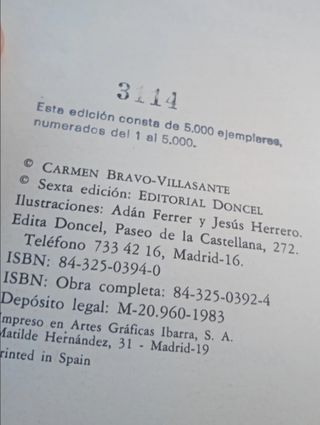 3114
Esta edición consta de 5.000 ejemplares,
numerados del 1 al 5.000.
© CARMEN BRAVO-VILLASANTE
© Sexta edición: EDITORIAL DONCEL
Ilustraciones: Adán Ferrer y Jesús Herrero.
Edita Doncel, Paseo de la Castellana, 272.
Teléfono 733 42 16, Madrid-16.
ISBN: 84-325-0394-0
ISBN: Obra completa: 84-325-0392-4
Depósito legal: M-20.960-1983
Impreso en Artes Gráficas Ibarra, S. A.
Matilde Hernández, 31 - Madrid-19
Printed in Spain